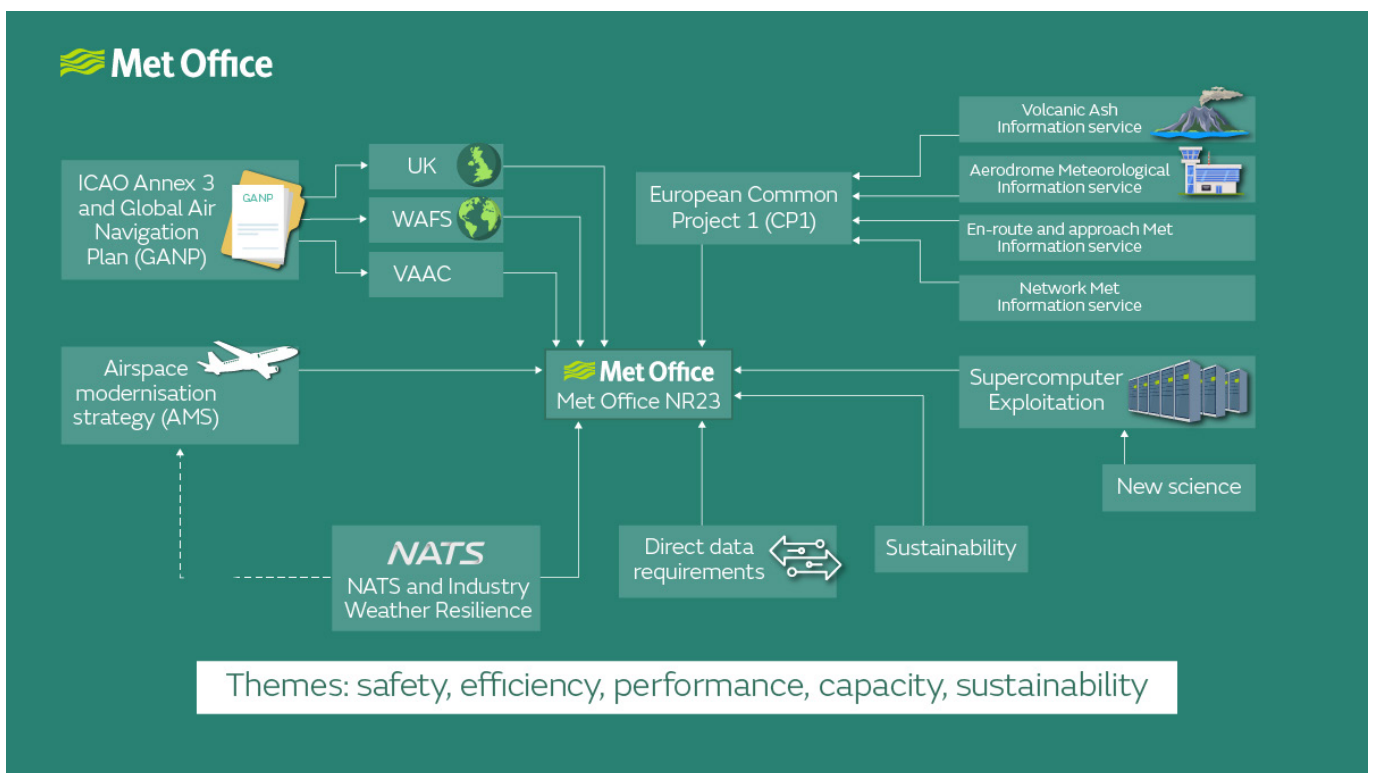 Met Office
ICAO Annex 3
and Global Air
Navigation
Plan (GANP)
GANP
UK
WAFS
VAAC
European Common
Project 1 (CP1)
Volcanic Ash
Information service
Aerodrome Meteorological
Information service
En-route and approach Met
Information service
Network Met
Information service
Airspace
modernisation
strategy (AMS)
Met Office
Met Office NR23
Supercomputer
Exploitation
New science
NATS
NATS and Industry
Weather Resilience
Direct data
requirements
Sustainability
Themes: safety, efficiency, performance, capacity, sustainability